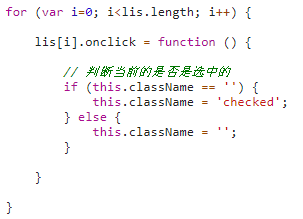 for (var i=0; i<lis.length; i++) {
lis[i].onclick = function () {
// 判断当前的是否是选中的
if (this.className == '') {
this.className = 'checked';
} else {
this.className = '';
}
}
}